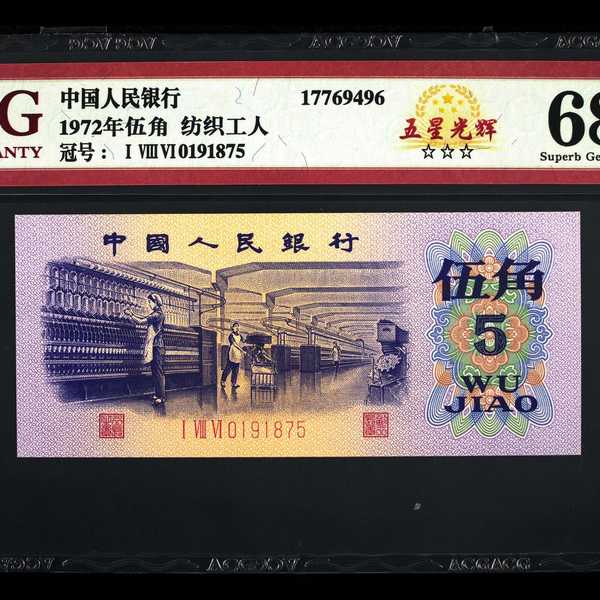 G
ANTY
中国人民银行
1972年伍角 纺织工人
冠号: I VIII VI 0191875
17769496
五星光辉
☆☆☆
68
Superb Ge
中國人民銀行
伍角
5
WU
JIAO
I VIII VI 0191875
ACGACG